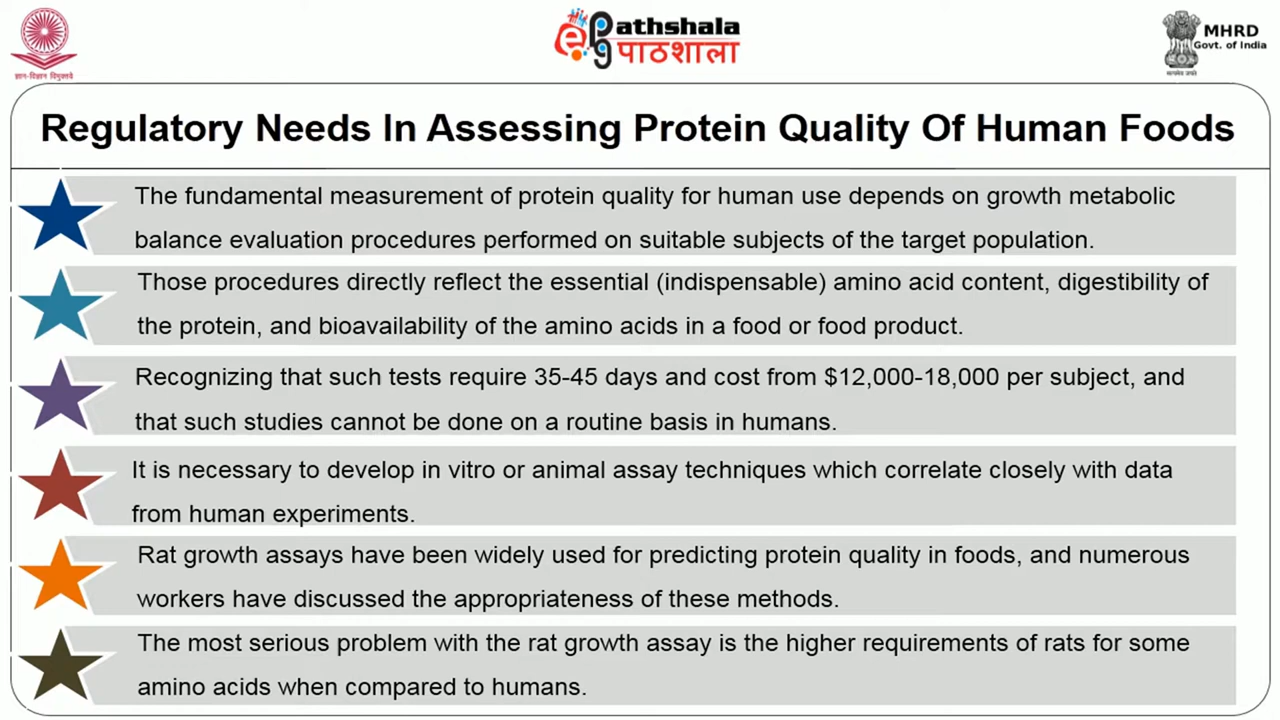 ज्ञान-विज्ञान विमुक्तये
ePathshala
पाठशाला
MHRD
Govt. of India
सत्यमेव जयते
Regulatory Needs In Assessing Protein Quality Of Human Foods
The fundamental measurement of protein quality for human use depends on growth metabolic
balance evaluation procedures performed on suitable subjects of the target population.
Those procedures directly reflect the essential (indispensable) amino acid content, digestibility of
the protein, and bioavailability of the amino acids in a food or food product.
Recognizing that such tests require 35-45 days and cost from $12,000-18,000 per subject, and
that such studies cannot be done on a routine basis in humans.
It is necessary to develop in vitro or animal assay techniques which correlate closely with data
from human experiments.
Rat growth assays have been widely used for predicting protein quality in foods, and numerous
workers have discussed the appropriateness of these methods.
The most serious problem with the rat growth assay is the higher requirements of rats for some
amino acids when compared to humans.